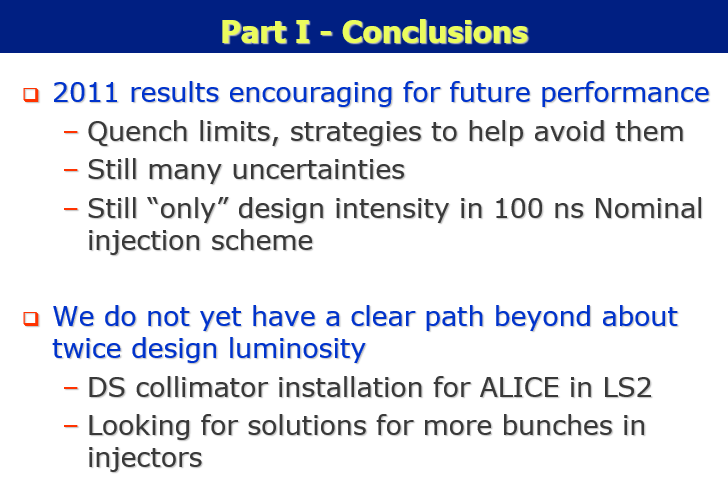 Part I - Conclusions
2011 results encouraging for future performance
– Quench limits, strategies to help avoid them
– Still many uncertainties
– Still “only” design intensity in 100 ns Nominal
injection scheme
We do not yet have a clear path beyond about
twice design luminosity
– DS collimator installation for ALICE in LS2
– Looking for solutions for more bunches in
injectors